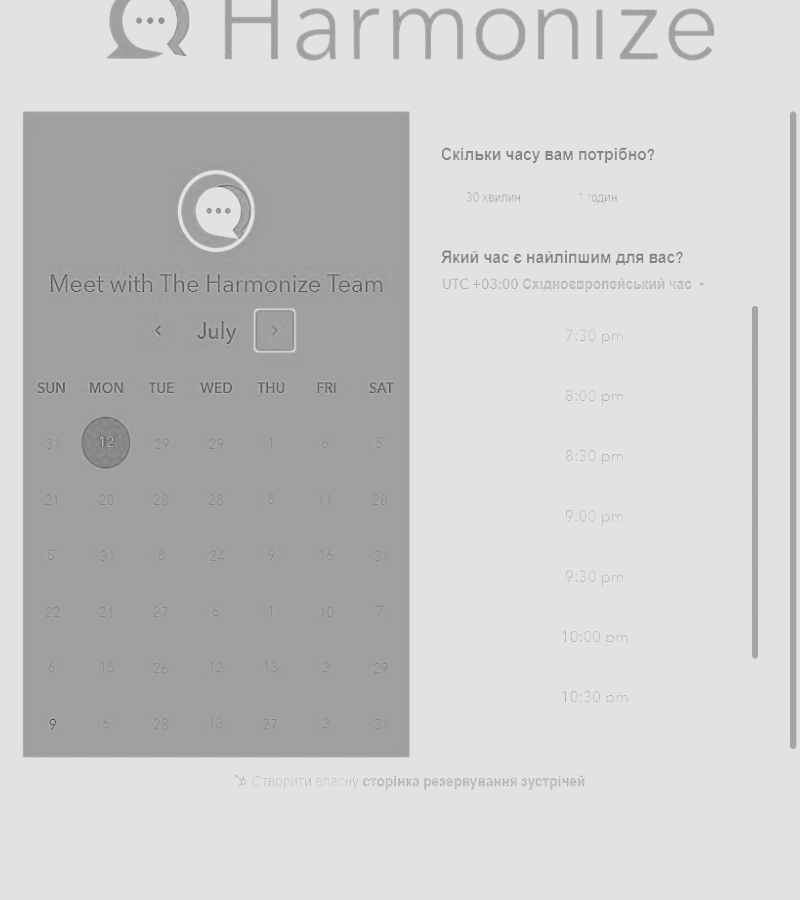 Harmonize
Meet with The Harmonize Team
July
SUN MON TUE WED THU FRI SAT
31 12 29 29 1 6 5
21 20 28 28 8 11 28
5 31 8 24 9 16 31
22 21 27 6 1 10 7
6 15 26 12 13 2 29
9 6 28 13 27 2 31
Скільки часу вам потрібно?
30 хвилин 1 годин
Який час є найліпшим для вас?
UTC +03:00 Східноєвропейський час
7:30 pm
8:00 pm
8:30 pm
9:00 pm
9:30 pm
10:00 pm
10:30 pm
Створити власну сторінка резервування зустрічей